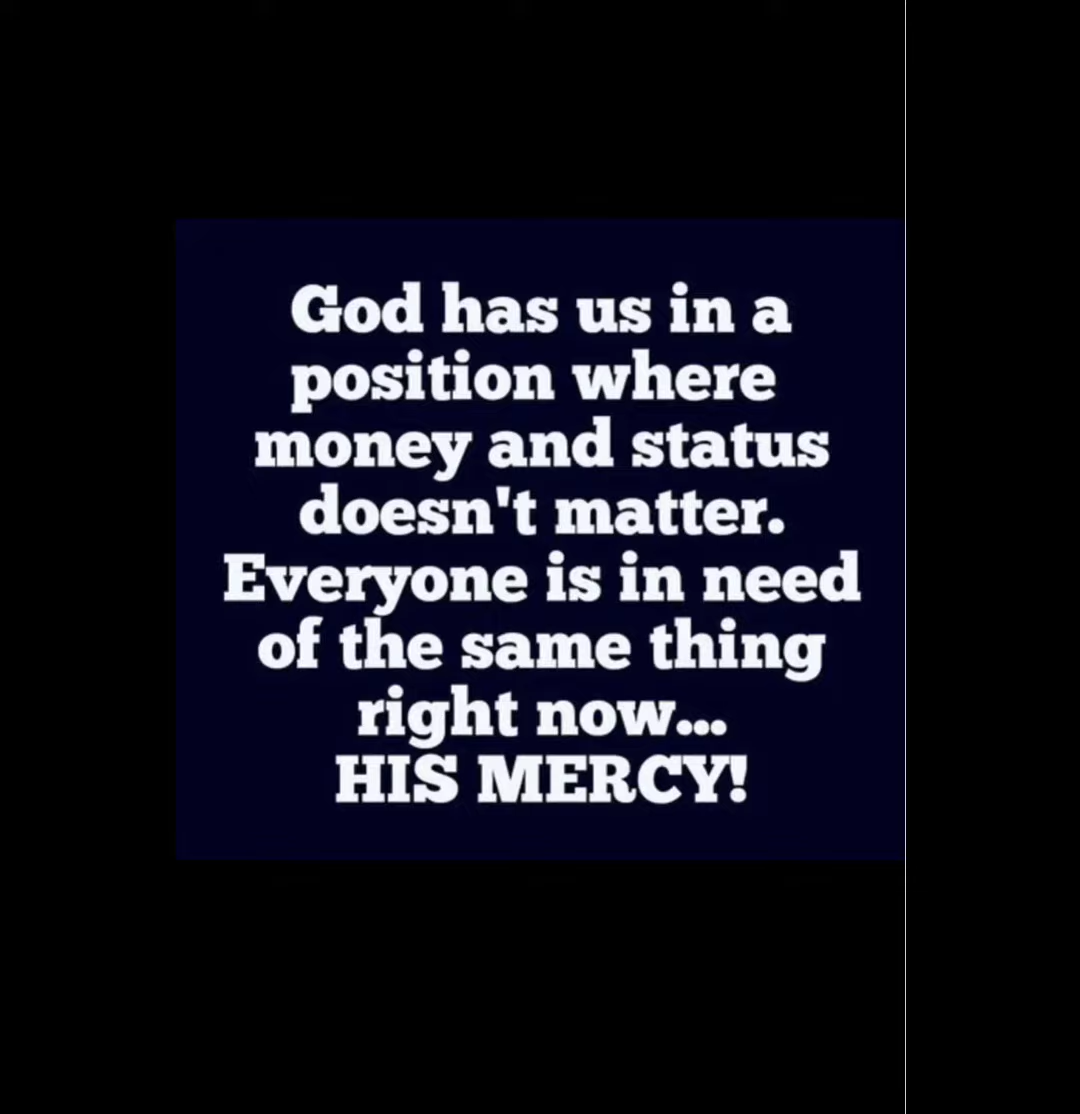 God has us in a
position where
money and status
doesn't matter.
Everyone is in need
of the same thing
right now...
HIS MERCY!